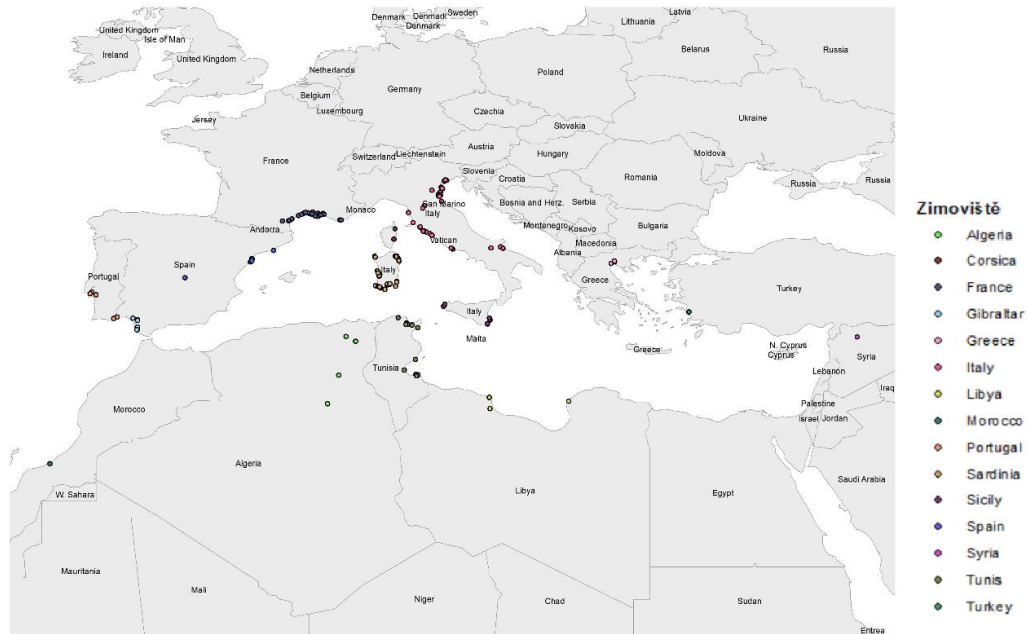 Denmark
Denmark
Sweden
Denmark
Latvia
Lithuania
United Kingdom
Isle of Man
Ireland
United Kingdom
Belarus
Russia
Netherlands
Germany
Poland
Belgium
Luxembourg
Czechia
Ukraine
Jersey
Slovakia
Austria
France
Switzerland
Liechtenstein
Hungary
Moldova
Slovenia
Croatia
Romania
Russia
Russia
Monaco
San Marino
Italy
Bosnia and Herz.
Serbia
Andorra
Vatican
Montenegro
Kosovo
Bulgaria
Macedonia
Albania
Portugal
Spain
Italy
Greece
Turkey
Italy
Malta
Greece
N. Cyprus
Cyprus
Syria
Lebanon
Tunisia
Iraq
Morocco
Palestine
Israel
Jordan
Algeria
Libya
Egypt
Saudi Arabia
W. Sahara
Mauritania
Mali
Niger
Chad
Sudan
Eritrea
Zimoviště
Algeria
Corsica
France
Gibraltar
Greece
Italy
Libya
Morocco
Portugal
Sardinia
Sicily
Spain
Syria
Tunis
Turkey